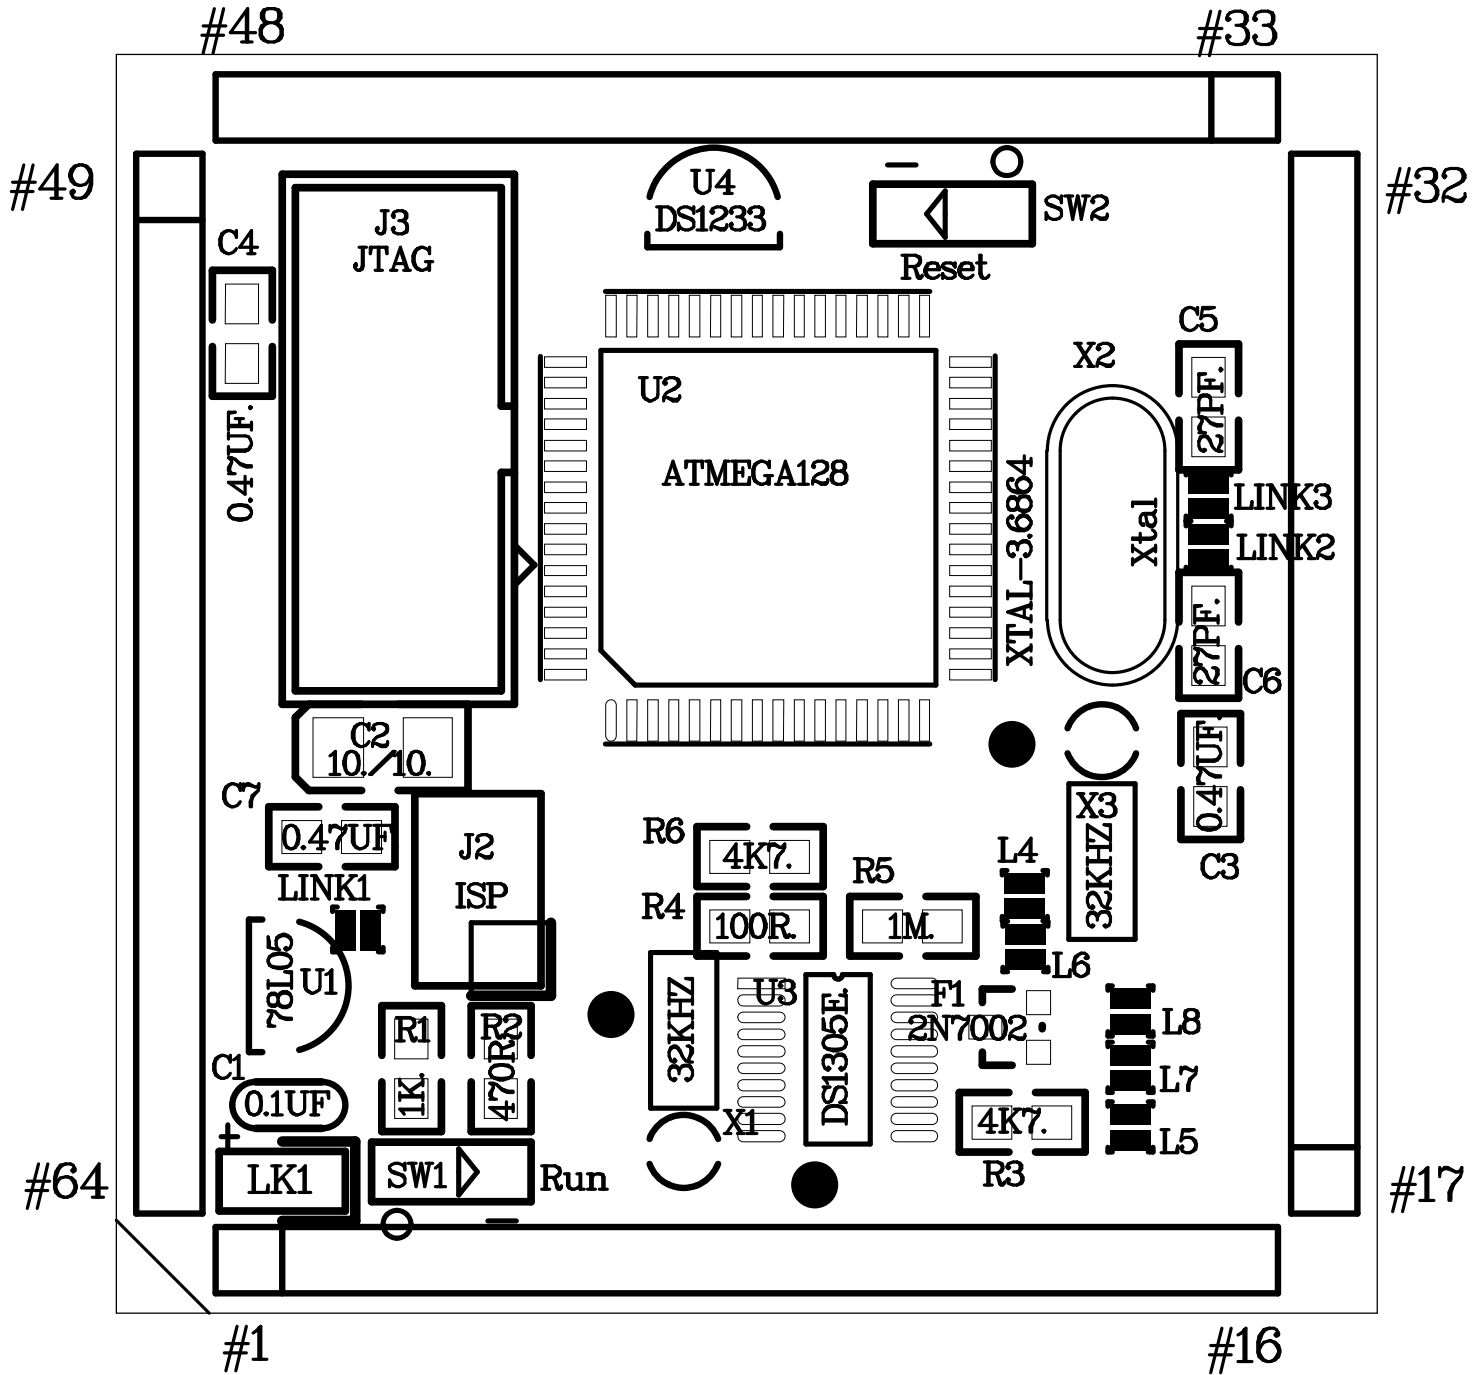 #48
#33
#49
#32
U4
DS1233
SW2
Reset
J3
JTAG
C4
0.47UF.
C5
27PF.
X2
U2
ATMEGA128
XTAL-3.6864
Xtal
LINK3
LINK2
27PF.
C6
C2
10./10.
0.47UF.
C3
C7
0.47UF
X3
32KHZ
J2
ISP
R6
4K7.
L4
R5
LINK1
R4
100R.
1M.
78L05
U1
L6
32KHZ
U3
DS1305E.
F1
2N7002
R1
1K.
R2
470R.
L8
C1
0.1UF
L7
X1
4K7.
L5
+
LK1
SW1
Run
R3
#64
#17
#1
#16